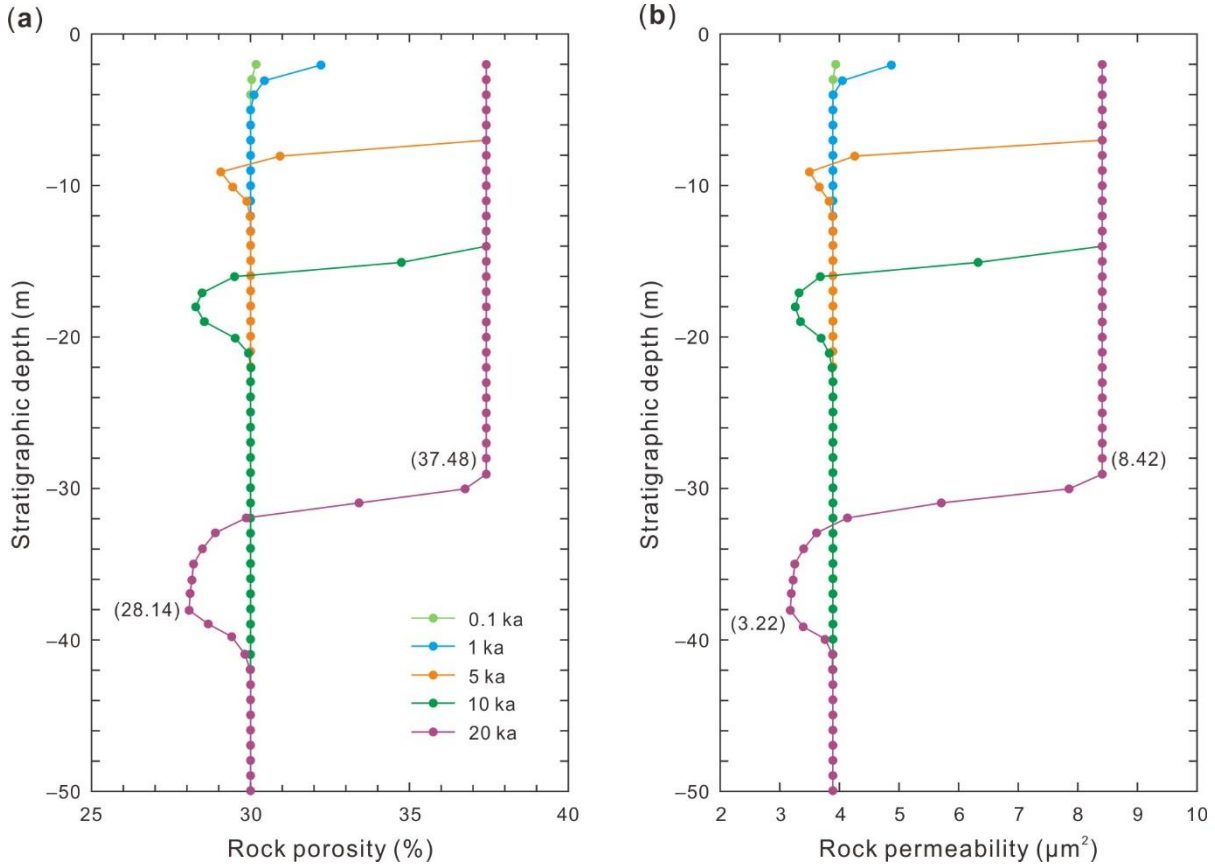 (a)
0
–10
–20
–30
–40
–50
Stratigraphic depth (m)
25
30
35
40
Rock porosity (%)
(37.48)
(28.14)
0.1 ka
1 ka
5 ka
10 ka
20 ka
(b)
0
–10
–20
–30
–40
–50
Stratigraphic depth (m)
2
3
4
5
6
7
8
9
10
Rock permeability (μm²)
(8.42)
(3.22)